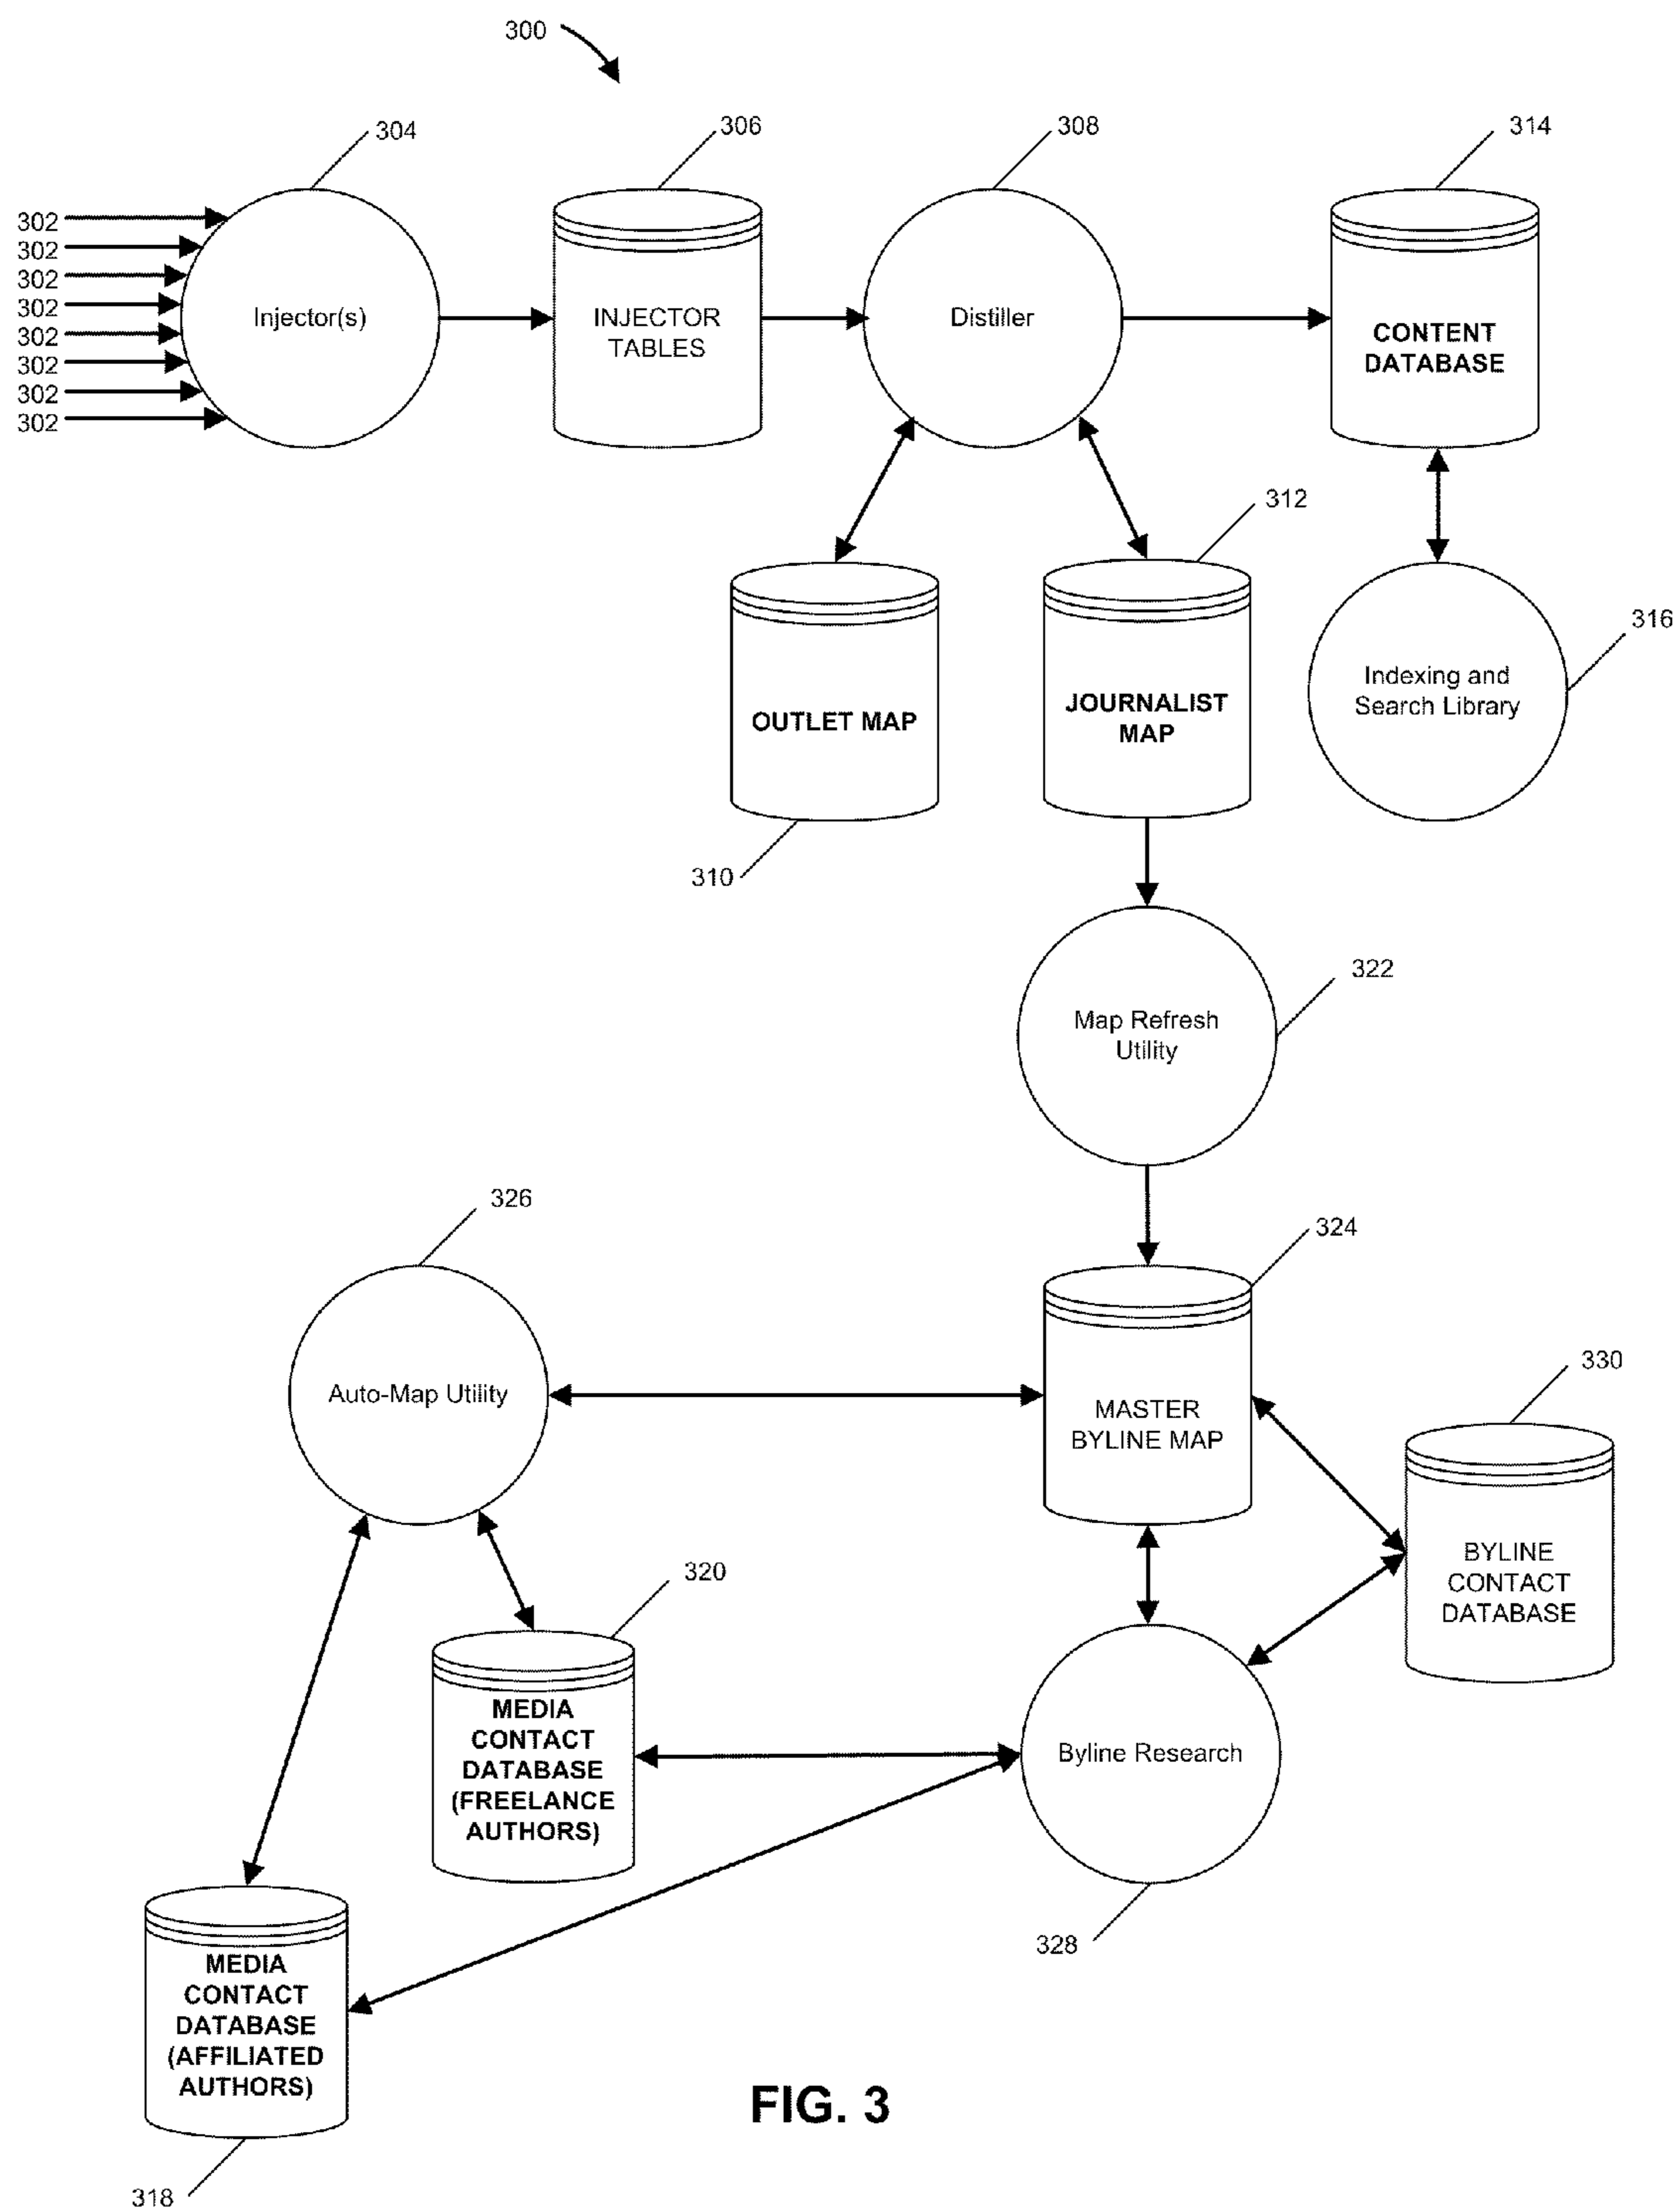 300
304
306
308
314
302
302
302
302
302
302
302
302
Injector(s)
INJECTOR
TABLES
Distiller
CONTENT
DATABASE
312
316
OUTLET MAP
JOURNALIST
MAP
Indexing and
Search Library
310
322
Map Refresh
Utility
326
324
330
Auto-Map Utility
MASTER
BYLINE MAP
BYLINE
CONTACT
DATABASE
320
MEDIA
CONTACT
DATABASE
(FREELANCE
AUTHORS)
Byline Research
328
MEDIA
CONTACT
DATABASE
(AFFILIATED
AUTHORS)
318
FIG. 3